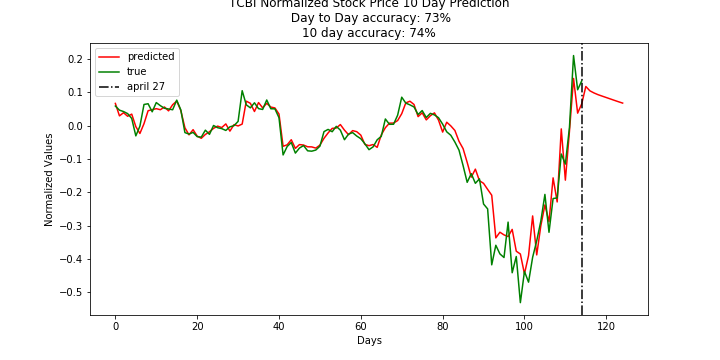 TCBI Normalized Stock Price 10 Day Prediction
Day to Day accuracy: 73%
10 day accuracy: 74%
predicted
true
april 27
Normalized Values
0.2
0.1
0.0
−0.1
−0.2
−0.3
−0.4
−0.5
0 20 40 60 80 100 120
Days